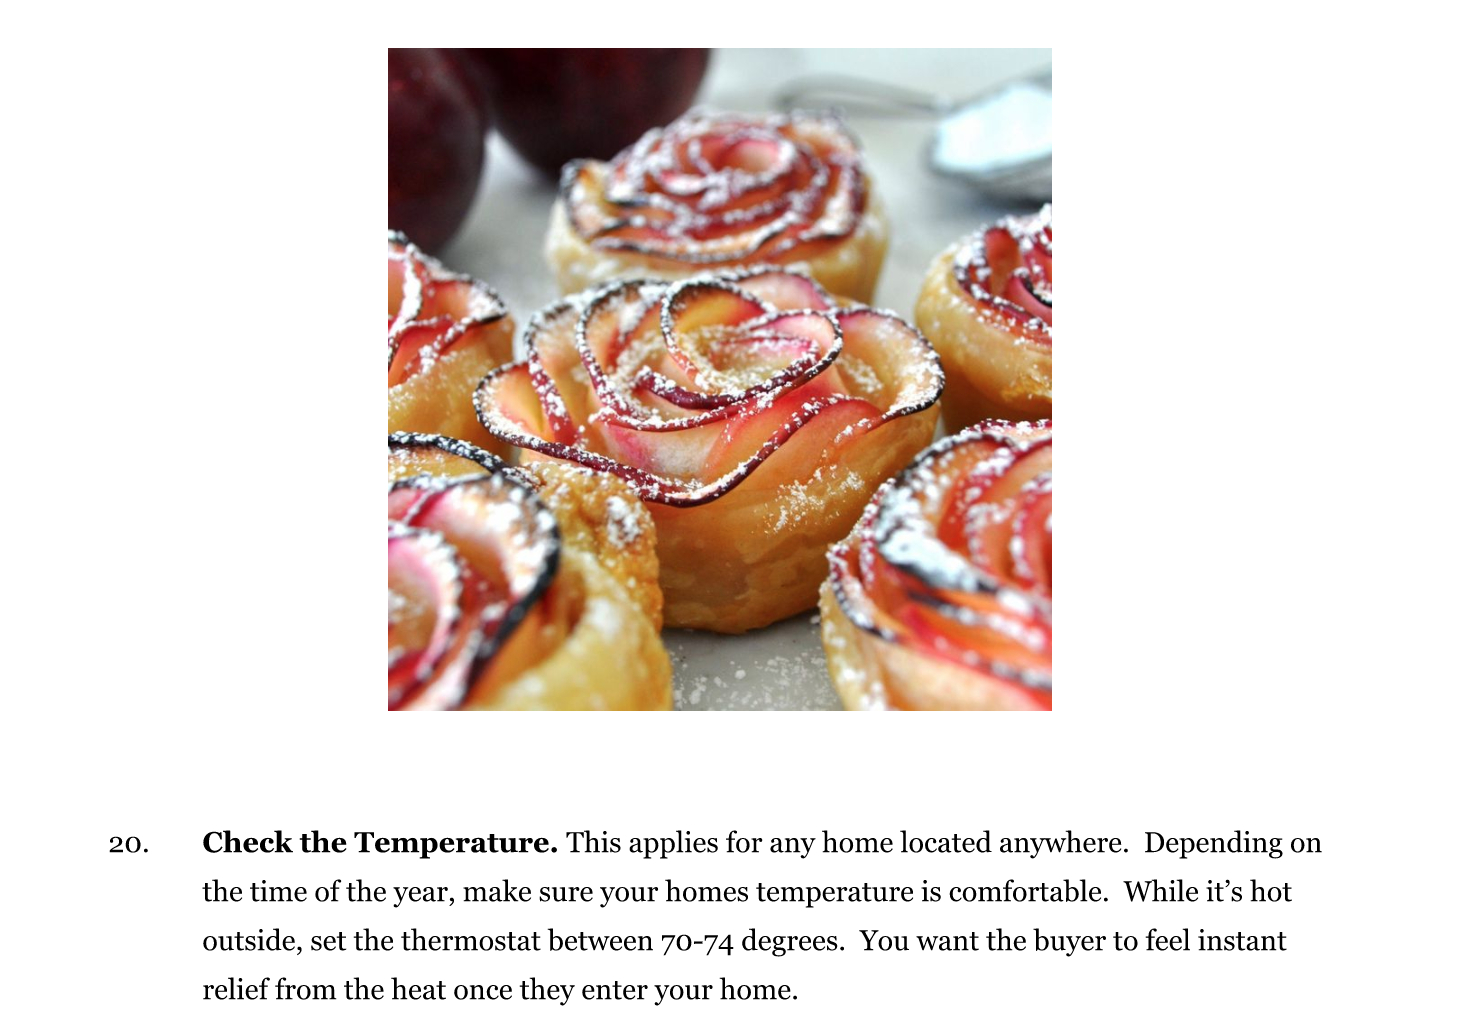 20. Check the Temperature. This applies for any home located anywhere.  Depending on
the time of the year, make sure your homes temperature is comfortable.  While it’s hot
outside, set the thermostat between 70-74 degrees.  You want the buyer to feel instant
relief from the heat once they enter your home.